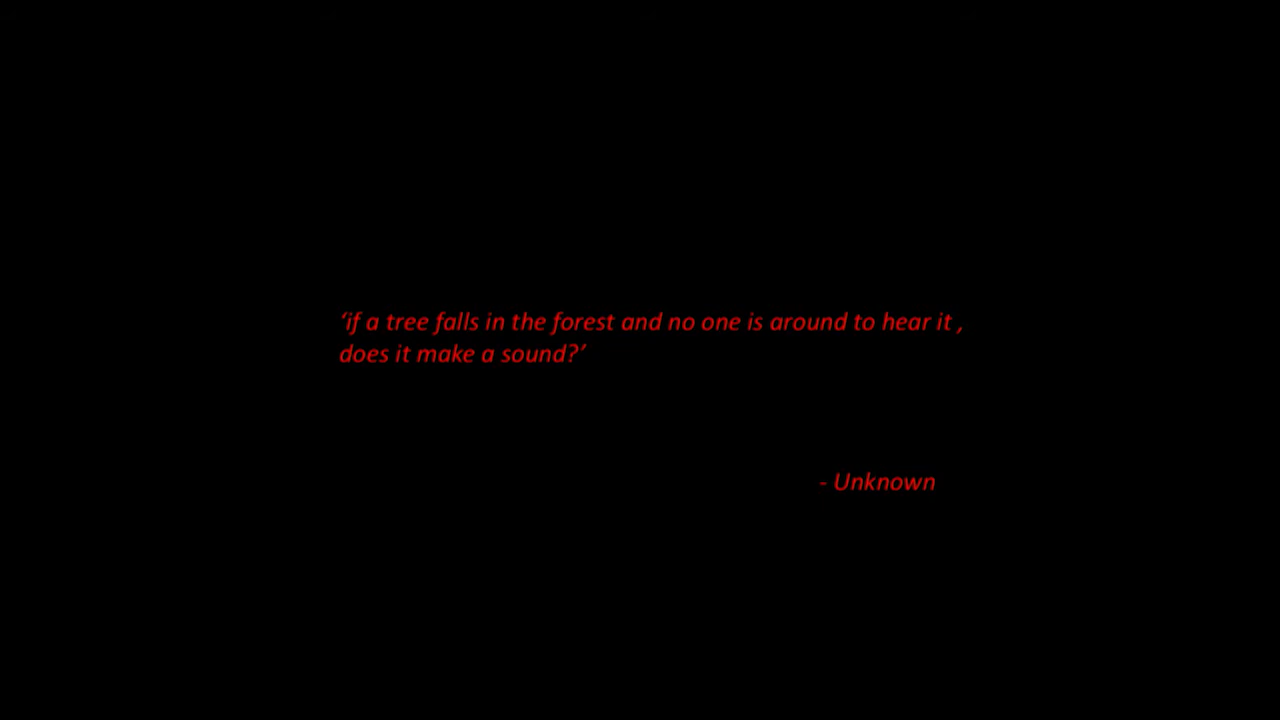 ‘if a tree falls in the forest and no one is around to hear it ,
does it make a sound?’
- Unknown